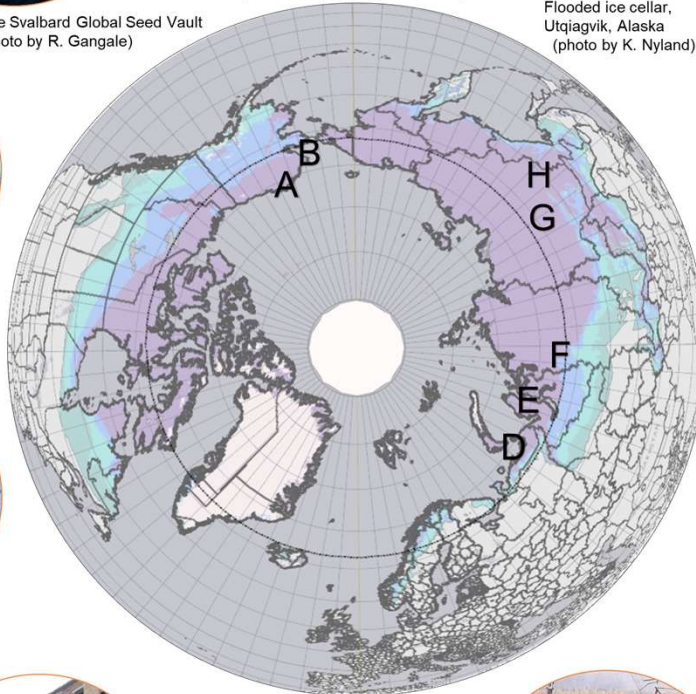 e Svalbard Global Seed Vault
oto by R. Gangale)
Flooded ice cellar,
Utqiagvik, Alaska
(photo by K. Nyland)
B
A
H
G
F
E
D